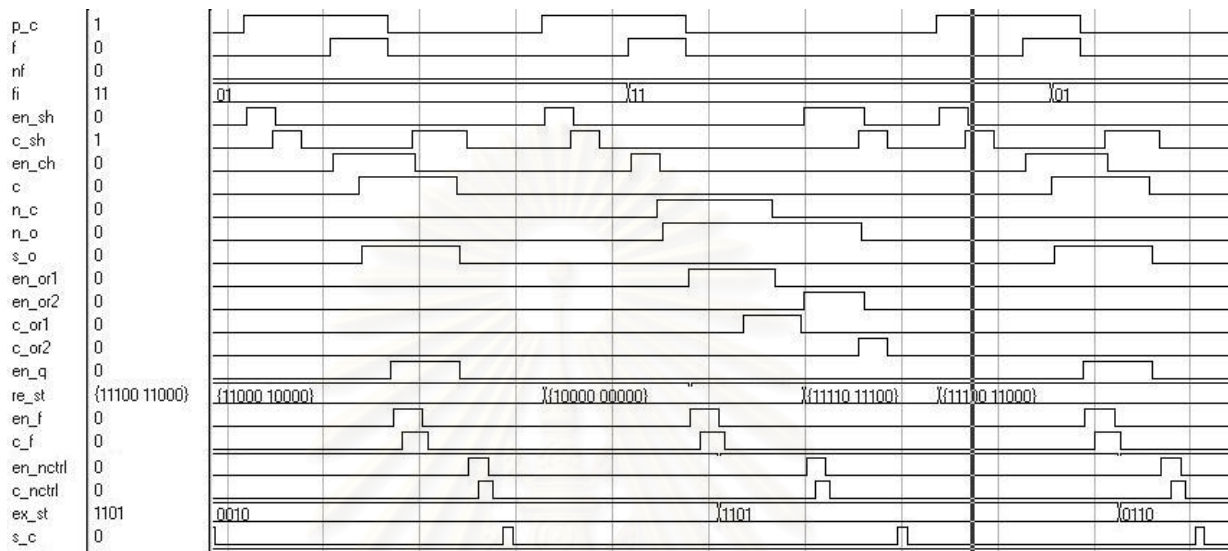 p_c 1
f 0
nf 0
fi 11 01 11 01
en_sh 0
c_sh 1
en_ch 0
c 0
n_c 0
n_o 0
s_o 0
en_or1 0
en_or2 0
c_or1 0
c_or2 0
en_q 0
re_st {11100 11000} {11000 10000} {10000 00000} {11110 11100} {11100 11000}
en_f 0
c_f 0
en_nctrl 0
c_nctrl 0
ex_st 1101 0010 1101 0110
s_c 0